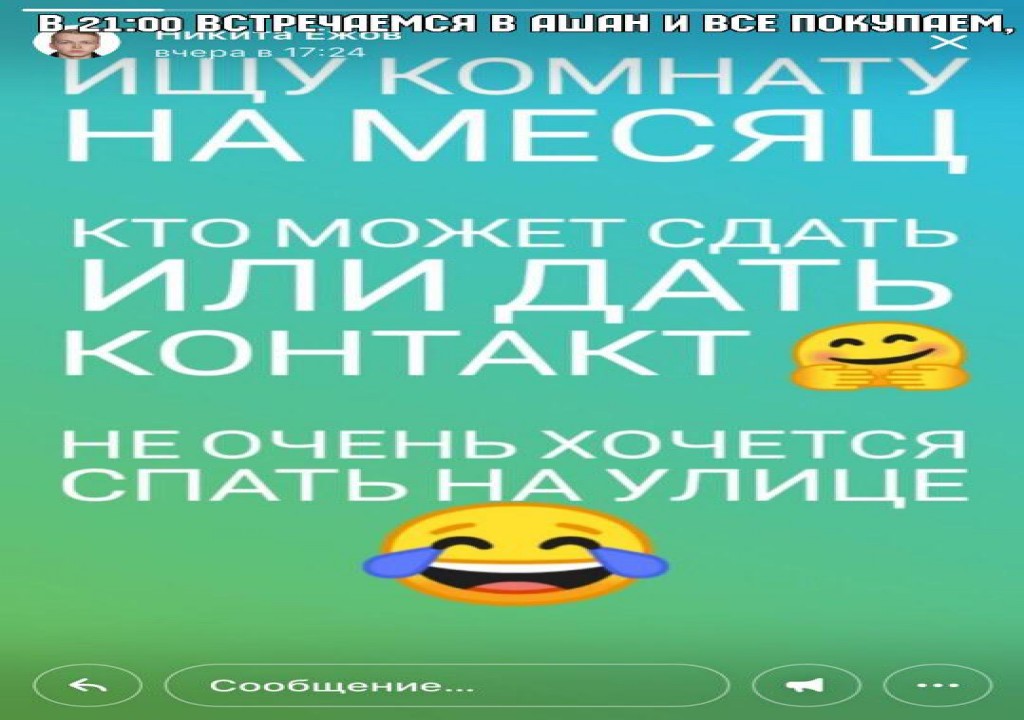 В 21:00 ВСТРЕЧАЕМСЯ В АШАН И ВСЕ ПОКУПАЕМ,
Никита Ежов
вчера в 17:24
ИЩУ КОМНАТУ
НА МЕСЯЦ
КТО МОЖЕТ СДАТЬ
ИЛИ ДАТЬ
КОНТАКТ 🤗
НЕ ОЧЕНЬ ХОЧЕТСЯ
СПАТЬ НА УЛИЦЕ
😂
Сообщение...